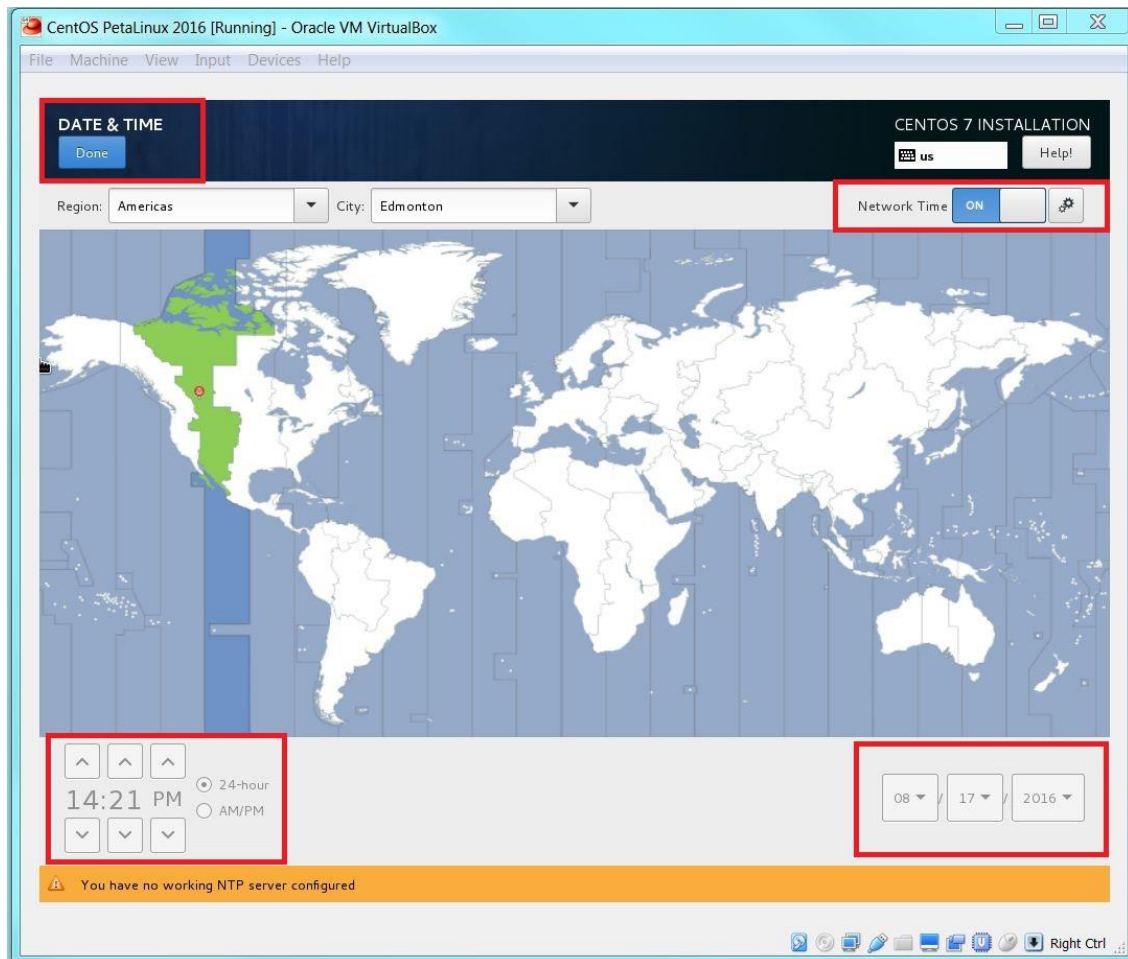 CentOS PetaLinux 2016 [Running] - Oracle VM VirtualBox
File Machine View Input Devices Help
DATE & TIME
CENTOS 7 INSTALLATION
Done
us
Help!
Region: Americas City: Edmonton Network Time ON
24-hour
14:21 PM
AM/PM
08 / 17 / 2016
You have no working NTP server configured
Right Ctrl